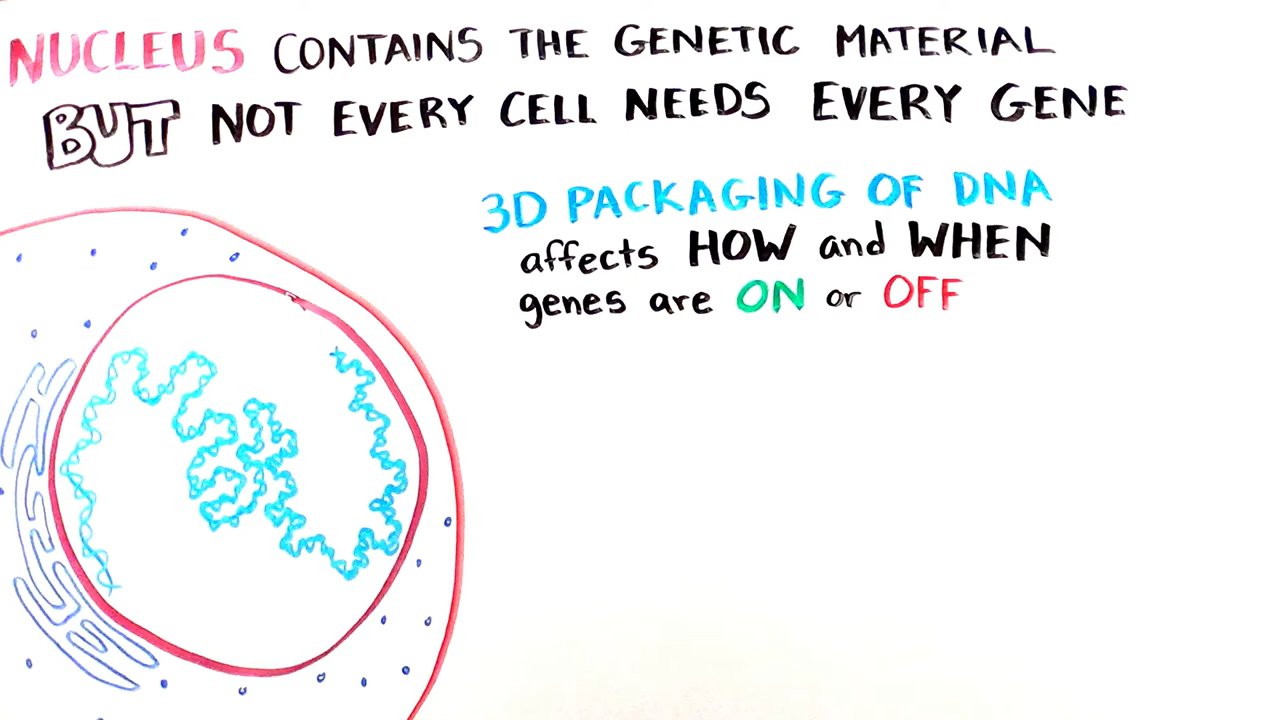 NUCLEUS CONTAINS THE GENETIC MATERIAL
BUT NOT EVERY CELL NEEDS EVERY GENE
3D PACKAGING OF DNA
affects HOW and WHEN
genes are ON or OFF